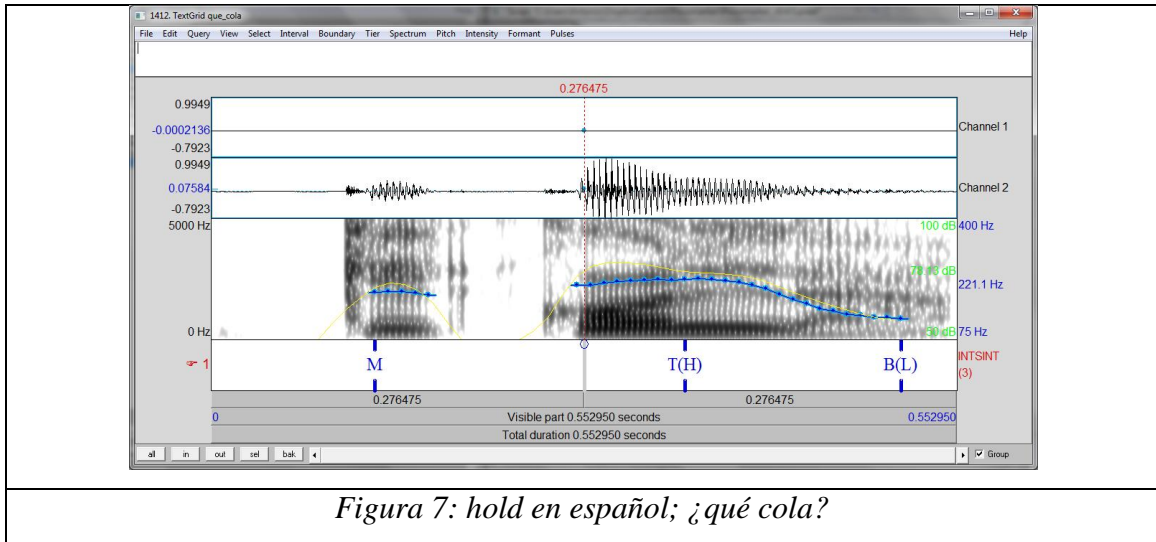 1412. TextGrid que_cola
File Edit Query View Select Interval Boundary Tier Spectrum Pitch Intensity Formant Pulses Help
0.276475
0.9949
-0.0002136
-0.7923
Channel 1
0.9949
0.07584
-0.7923
Channel 2
5000 Hz
100 dB 400 Hz
78.13 dB
221.1 Hz
0 Hz
50 dB 75 Hz
1
M
T(H)
B(L)
INTSINT
(3)
0.276475
0.276475
0
Visible part 0.552950 seconds
0.552950
Total duration 0.552950 seconds
all in out sel bak Group
Figura 7: hold en español; ¿qué cola?